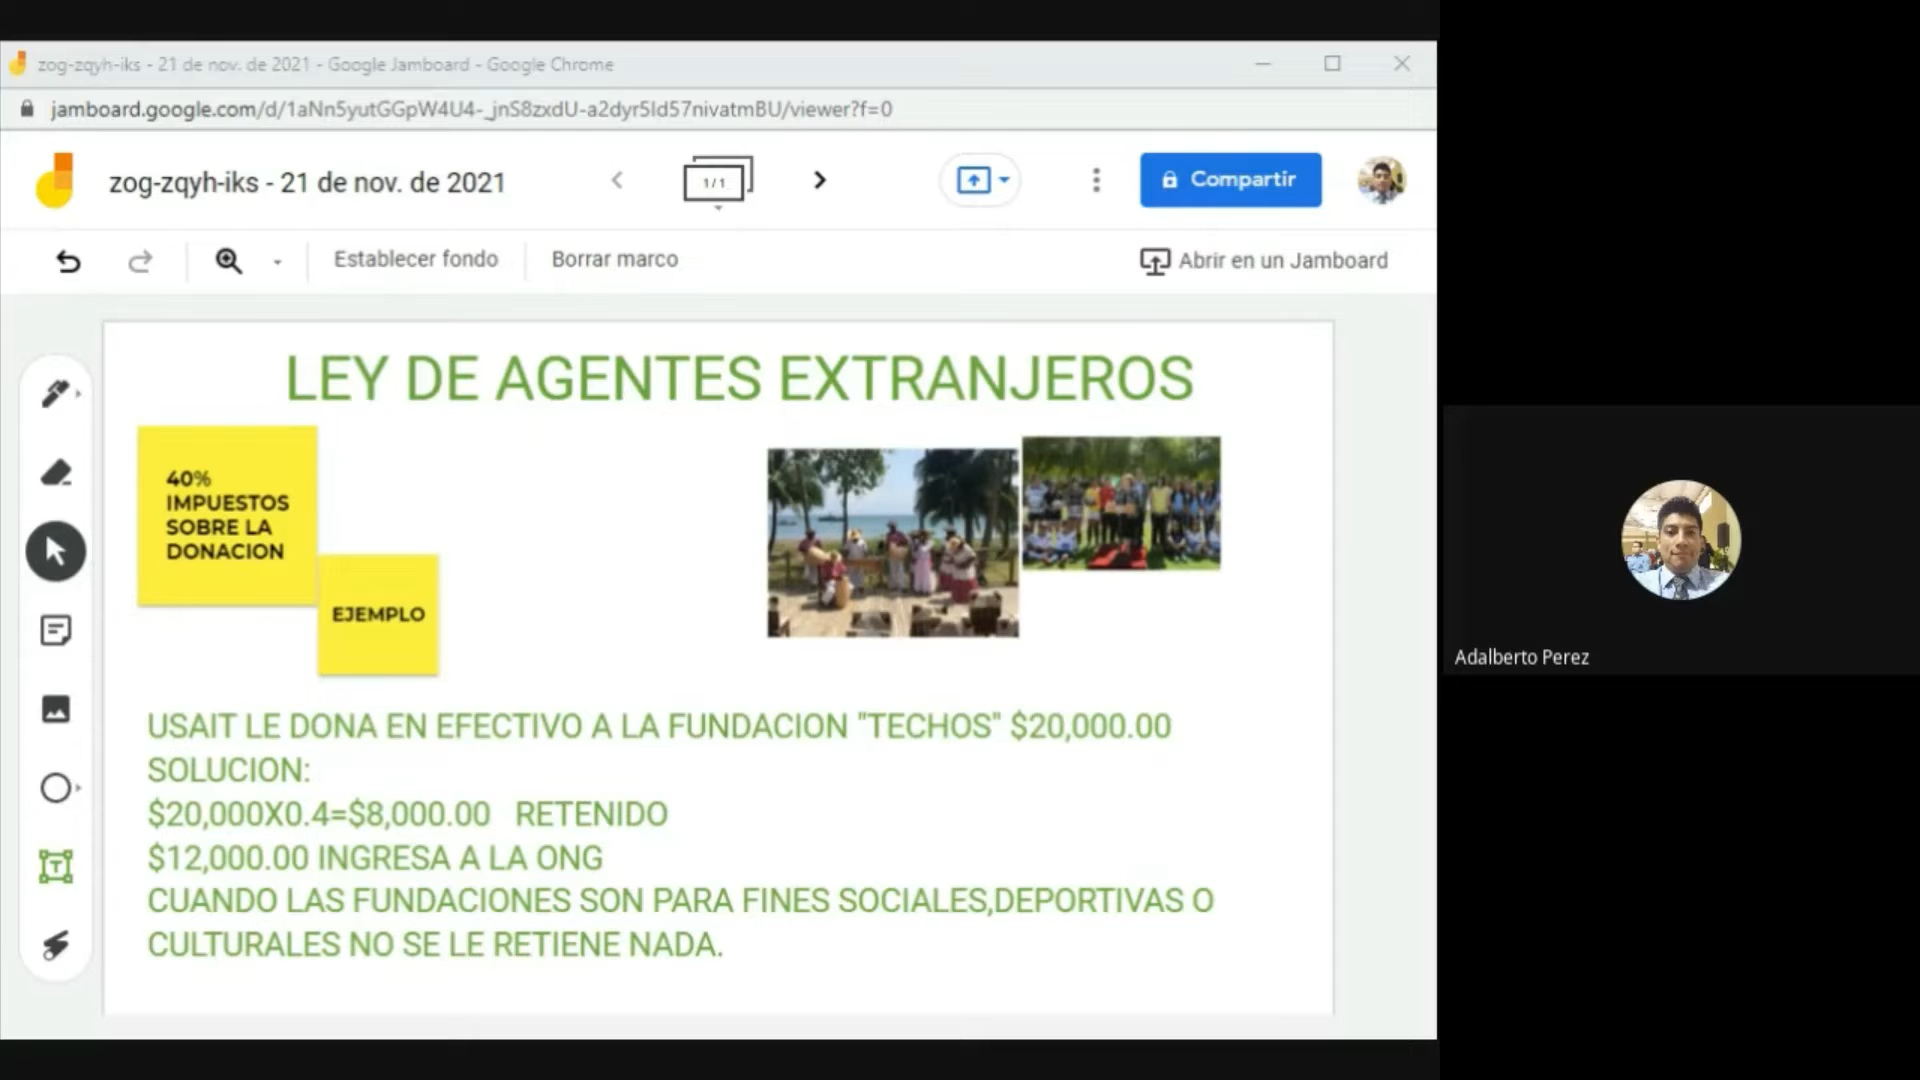 zog-zqyh-iks - 21 de nov. de 2021 - Google Jamboard - Google Chrome
jamboard.google.com/d/1aNn5yutGGpW4U4-_jnS8zxdU-a2dyr5Id57nivatmBU/viewer?f=0
zog-zqyh-iks - 21 de nov. de 2021
1/1
Compartir
Establecer fondo
Borrar marco
Abrir en un Jamboard
LEY DE AGENTES EXTRANJEROS
40%
IMPUESTOS
SOBRE LA
DONACION
EJEMPLO
USAIT LE DONA EN EFECTIVO A LA FUNDACION "TECHOS" $20,000.00
SOLUCION:
$20,000X0.4=$8,000.00 RETENIDO
$12,000.00 INGRESA A LA ONG
CUANDO LAS FUNDACIONES SON PARA FINES SOCIALES,DEPORTIVAS O
CULTURALES NO SE LE RETIENE NADA.
Adalberto Perez